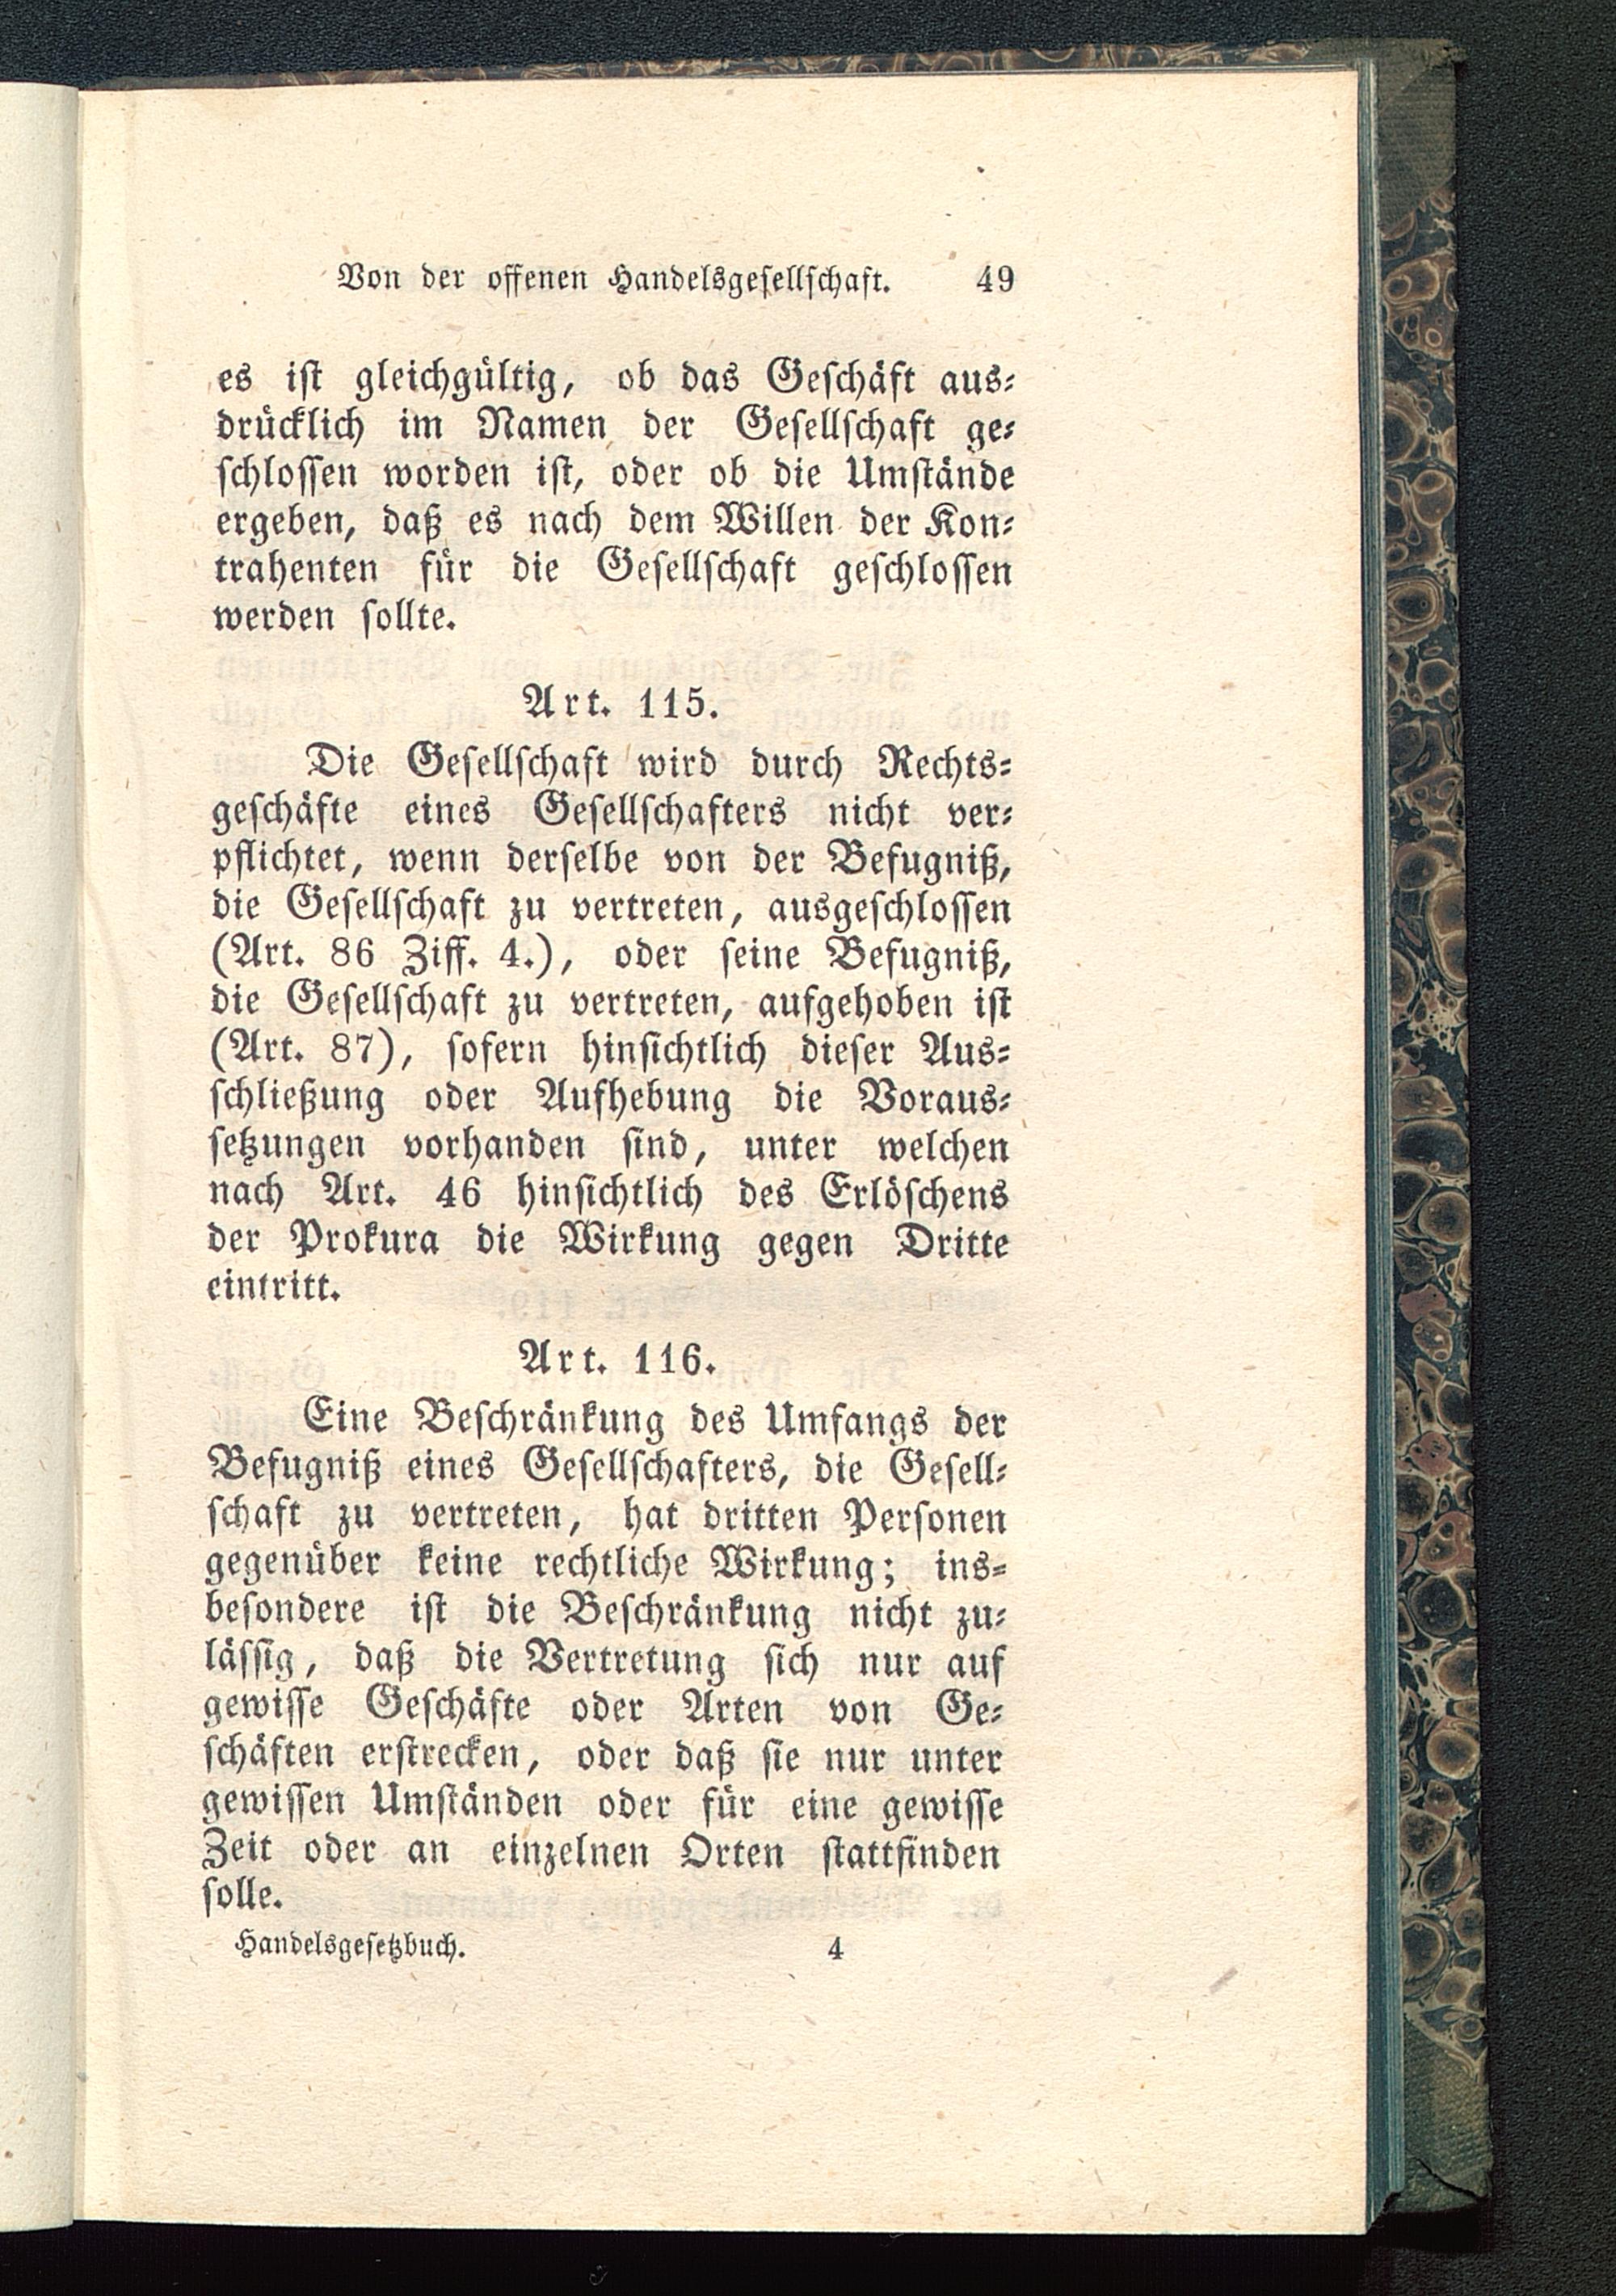 Von der offenen Handelsgesellschaft. 49
es ist gleichgültig, ob das Geschäft aus-
drücklich im Namen der Gesellschaft ge-
schlossen worden ist, oder ob die Umstände
ergeben, daß es nach dem Willen der Kon-
trahenten für die Gesellschaft geschlossen
werden sollte.
Art. 115.
Die Gesellschaft wird durch Rechts-
geschäfte eines Gesellschafters nicht ver-
pflichtet, wenn derselbe von der Befugniß,
die Gesellschaft zu vertreten, ausgeschlossen
(Art. 86 Ziff. 4.), oder seine Befugniß,
die Gesellschaft zu vertreten, aufgehoben ist
(Art. 87), sofern hinsichtlich dieser Aus-
schließung oder Aufhebung die Voraus-
setzungen vorhanden sind, unter welchen
nach Art. 46 hinsichtlich des Erlöschens
der Prokura die Wirkung gegen Dritte
eintritt.
Art. 116.
Eine Beschränkung des Umfangs der
Befugniß eines Gesellschafters, die Gesell-
schaft zu vertreten, hat dritten Personen
gegenüber keine rechtliche Wirkung; ins-
besondere ist die Beschränkung nicht zu-
lässig, daß die Vertretung sich nur auf
gewisse Geschäfte oder Arten von Ge-
schäften erstrecken, oder daß sie nur unter
gewissen Umständen oder für eine gewisse
Zeit oder an einzelnen Orten stattfinden
solle.
Handelsgesetzbuch. 4